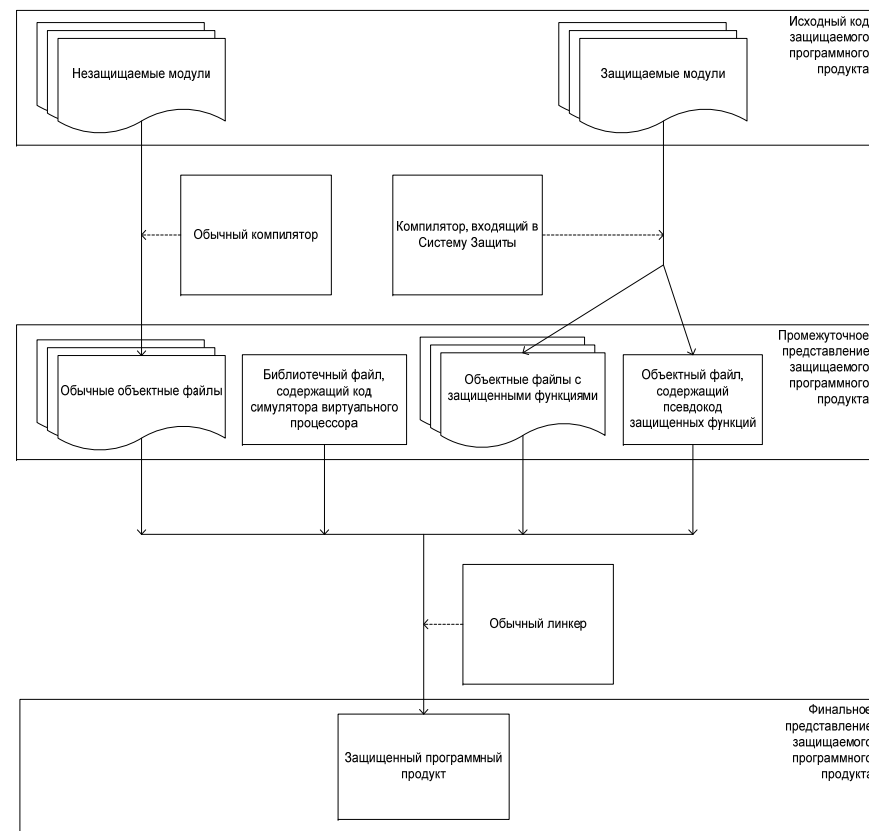 Исходный код
защищаемого
программного
продукта
Незащищаемые модули
Защищаемые модули
Обычный компилятор
Компилятор, входящий в
Систему Защиты
Промежуточное
представление
защищаемого
программного
продукта
Обычные объектные файлы
Библиотечный файл,
содержащий код
симулятора виртуального
процессора
Объектные файлы с
защищенными функциями
Объектный файл,
содержащий
псевдокод
защищенных функций
Обычный линкер
Финальное
представление
защищаемого
программного
продукта
Защищенный программный
продукт